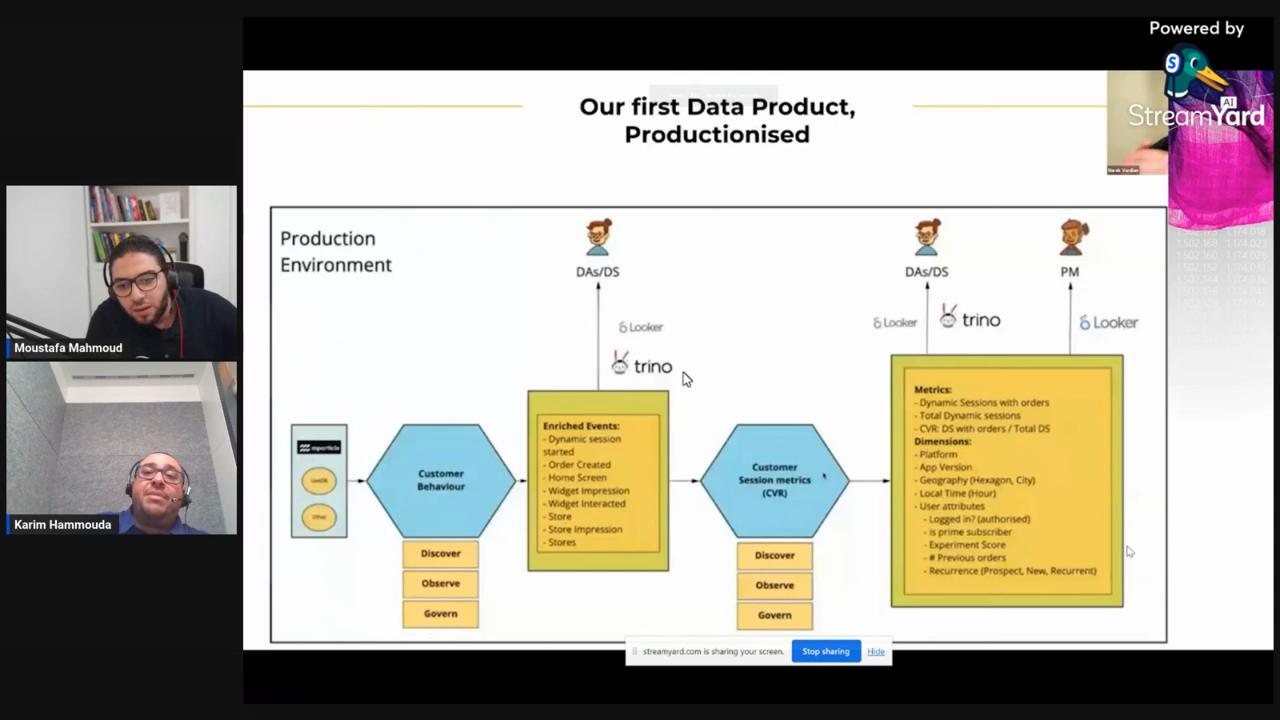 Powered by
StreamYard
AI
S
Our first Data Product,
Productionised
Moustafa Mahmoud
Karim Hammouda
Production
Environment
DAs/DS
Looker
trino
DAs/DS
Looker
trino
PM
Looker
mparticle
Customer
Behaviour
Discover
Observe
Govern
Enriched Events:
- Dynamic session
started
- Order Created
- Home Screen
- Widget Impression
- Widget Interacted
- Store
- Store Impression
- Stores
Customer
Session metrics
(CVR)
Discover
Observe
Govern
Metrics:
- Dynamic Sessions with orders
- Total Dynamic sessions
- CVR: DS with orders / Total DS
Dimensions:
- Platform
- App Version
- Geography (Hexagon, City)
- Local Time (Hour)
- User attributes
- Logged in? (authorised)
- is prime subscriber
- Experiment Score
- # Previous orders
- Recurrence (Prospect, New, Recurrent)
streamyard.com is sharing your screen.
Stop sharing
Hide